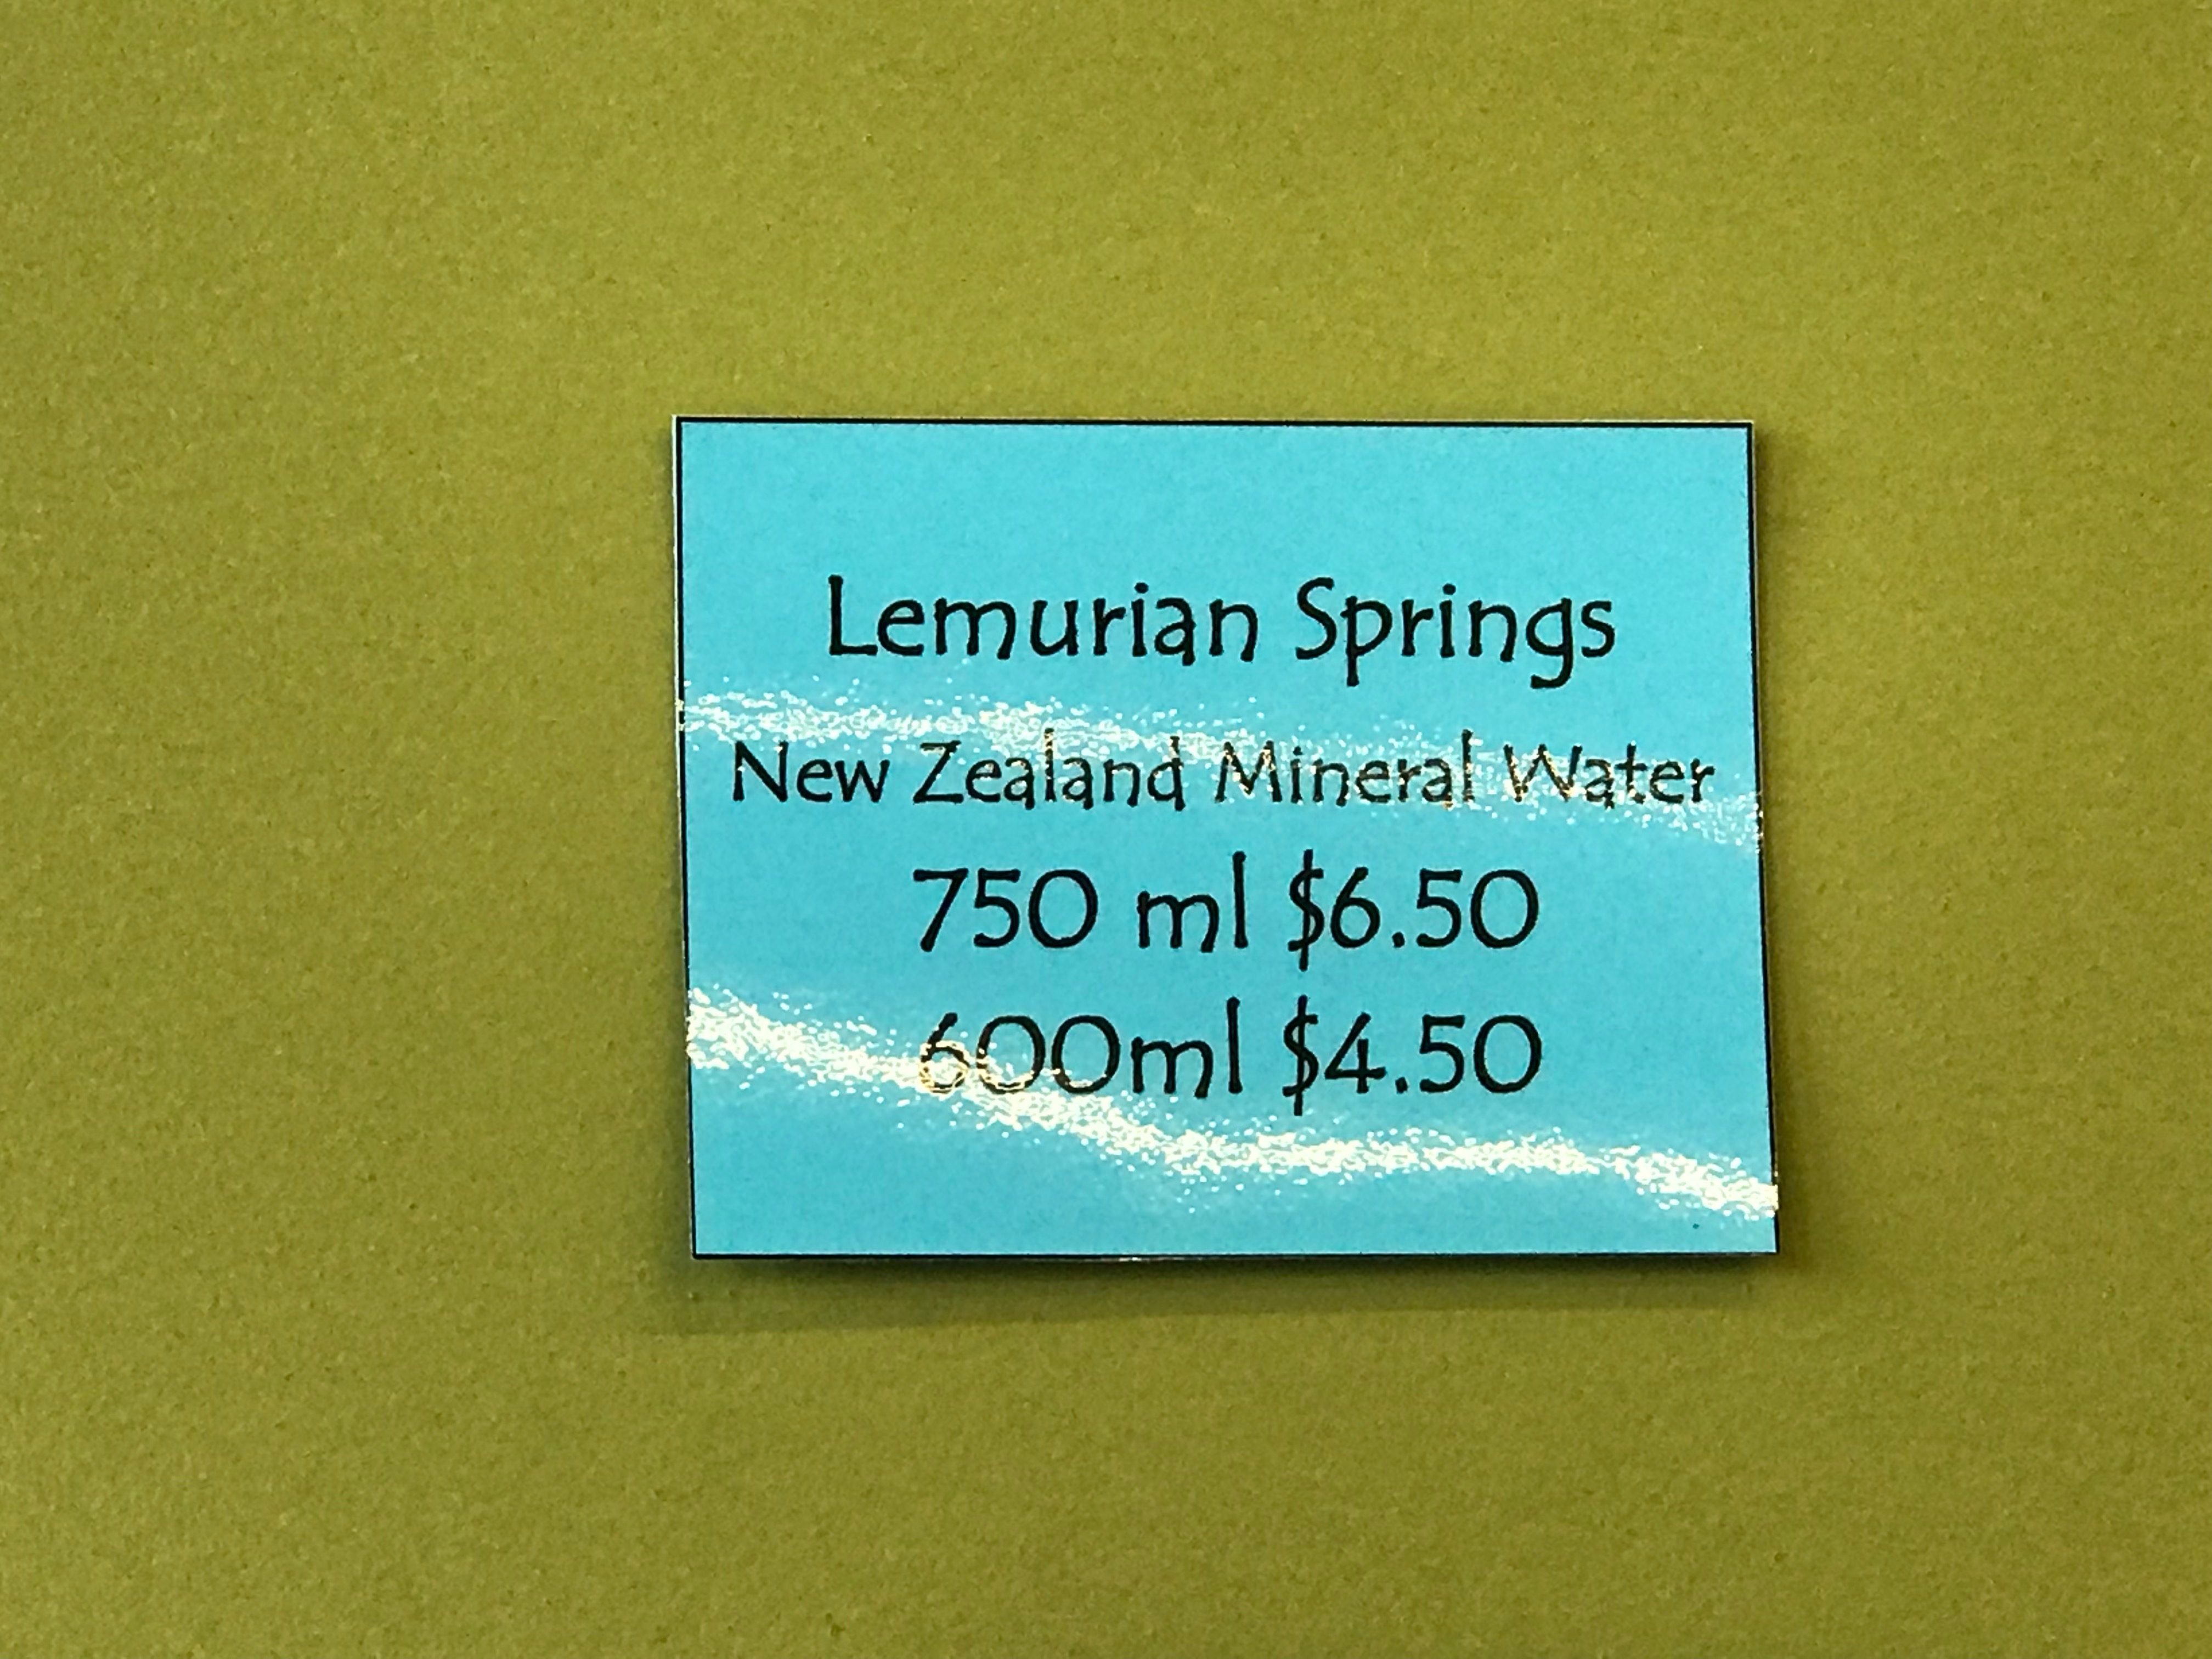 Lemurian Springs
New Zealand Mineral Water
750 ml $6.50
600ml $4.50